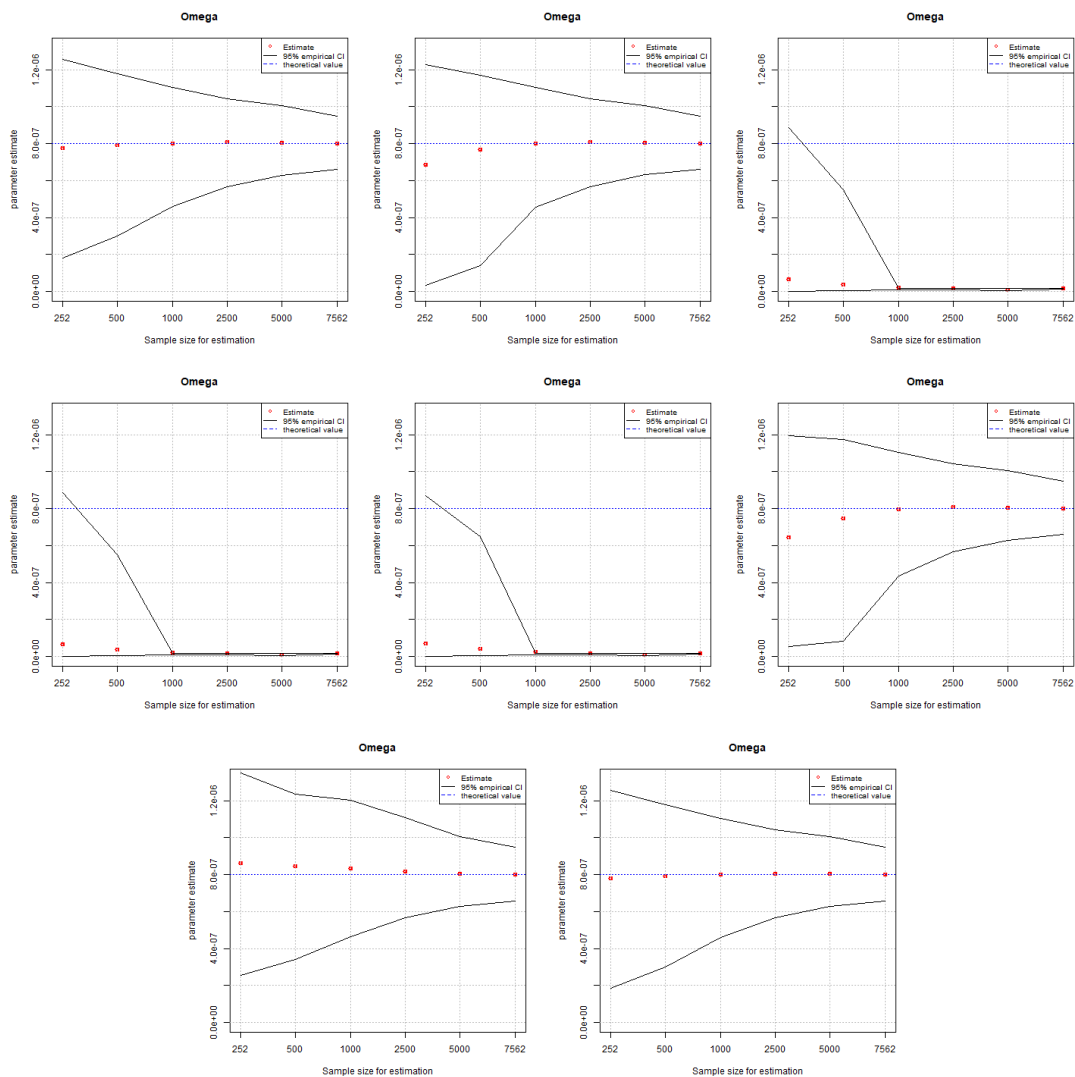 Omega
Estimate
95% empirical CI
theoretical value
parameter estimate
0.0e+00
4.0e-07
8.0e-07
1.2e-06
252 500 1000 2500 5000 7562
Sample size for estimation
Omega
Estimate
95% empirical CI
theoretical value
parameter estimate
0.0e+00
4.0e-07
8.0e-07
1.2e-06
252 500 1000 2500 5000 7562
Sample size for estimation
Omega
Estimate
95% empirical CI
theoretical value
parameter estimate
0.0e+00
4.0e-07
8.0e-07
1.2e-06
252 500 1000 2500 5000 7562
Sample size for estimation
Omega
Estimate
95% empirical CI
theoretical value
parameter estimate
0.0e+00
4.0e-07
8.0e-07
1.2e-06
252 500 1000 2500 5000 7562
Sample size for estimation
Omega
Estimate
95% empirical CI
theoretical value
parameter estimate
0.0e+00
4.0e-07
8.0e-07
1.2e-06
252 500 1000 2500 5000 7562
Sample size for estimation
Omega
Estimate
95% empirical CI
theoretical value
parameter estimate
0.0e+00
4.0e-07
8.0e-07
1.2e-06
252 500 1000 2500 5000 7562
Sample size for estimation
Omega
Estimate
95% empirical CI
theoretical value
parameter estimate
0.0e+00
4.0e-07
8.0e-07
1.2e-06
252 500 1000 2500 5000 7562
Sample size for estimation
Omega
Estimate
95% empirical CI
theoretical value
parameter estimate
0.0e+00
4.0e-07
8.0e-07
1.2e-06
252 500 1000 2500 5000 7562
Sample size for estimation